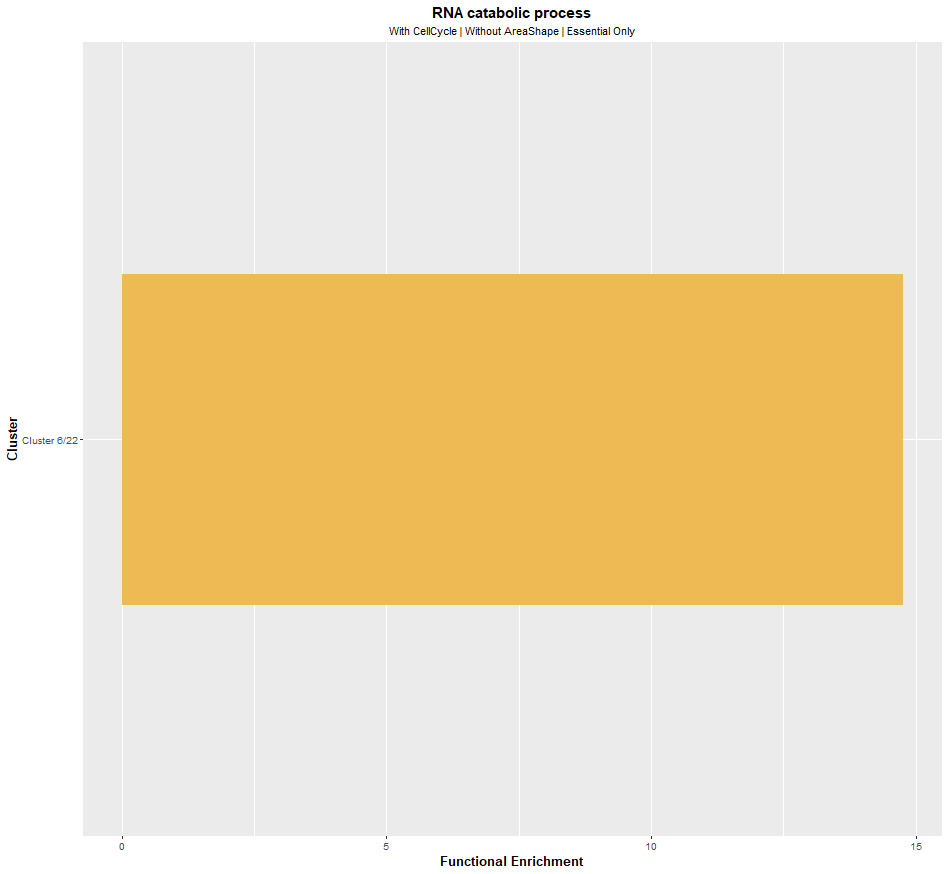 RNA catabolic process
With CellCycle | Without AreaShape | Essential Only
Cluster
Cluster 6/22
0 5 10 15
Functional Enrichment